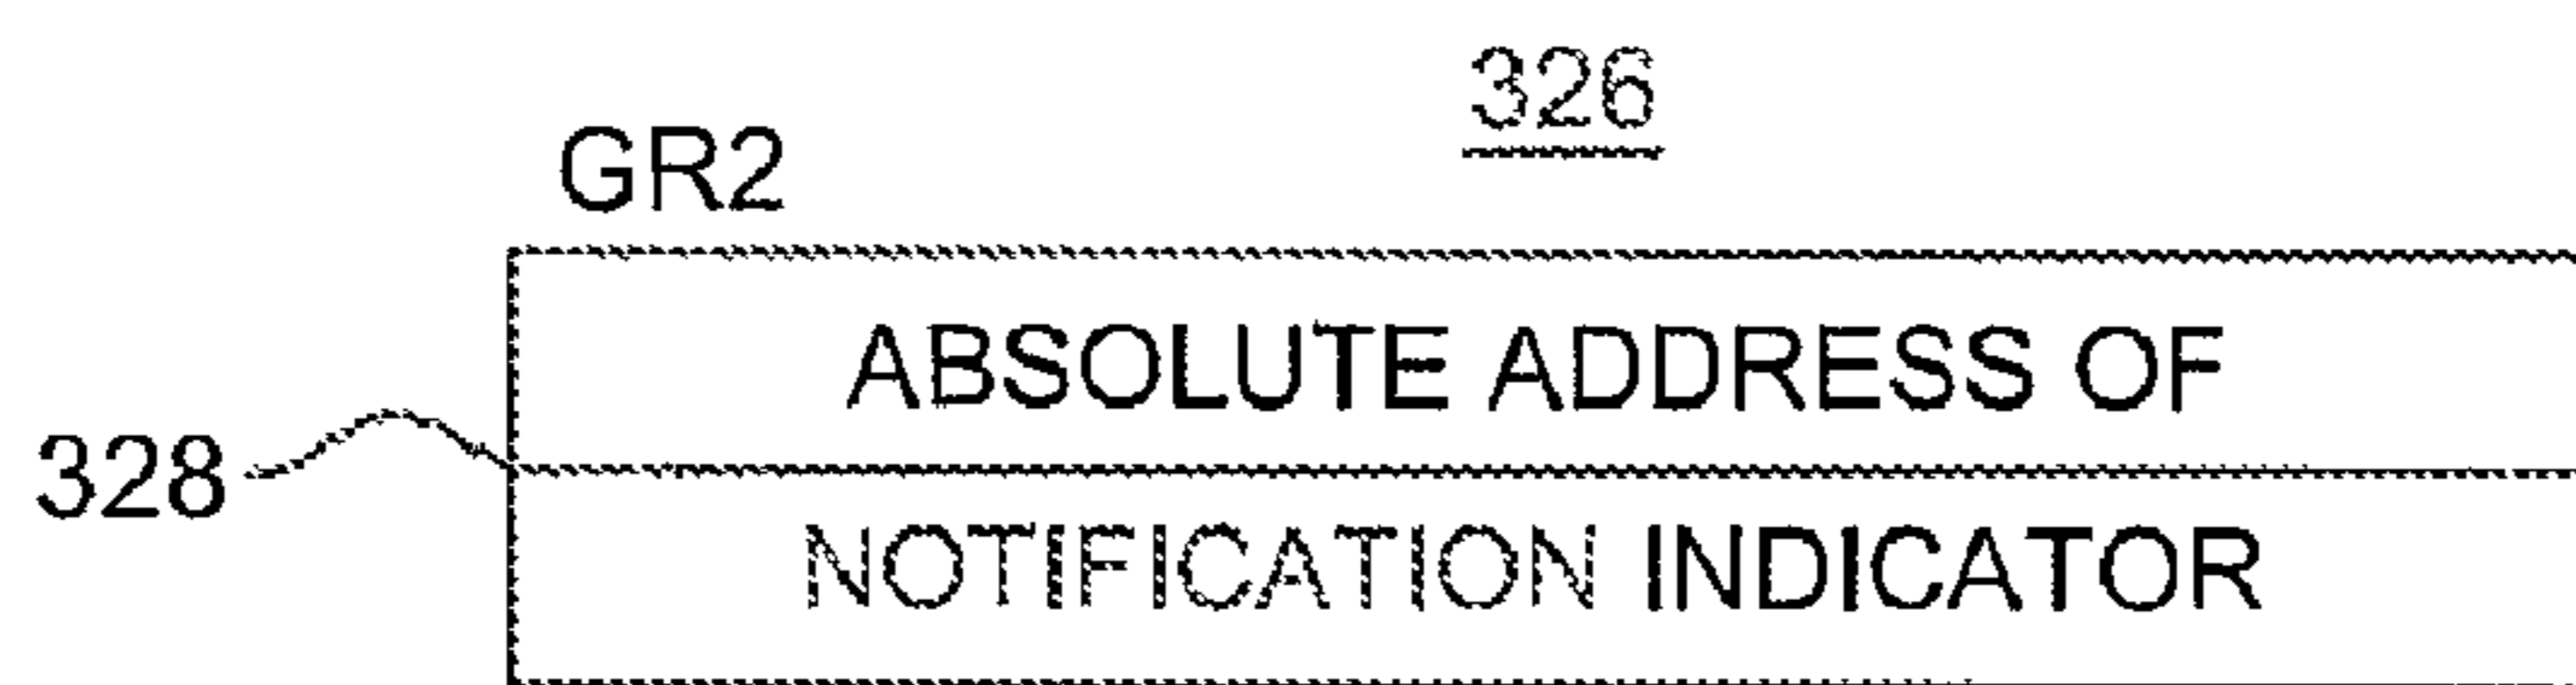 326
GR2
ABSOLUTE ADDRESS OF
328
NOTIFICATION INDICATOR